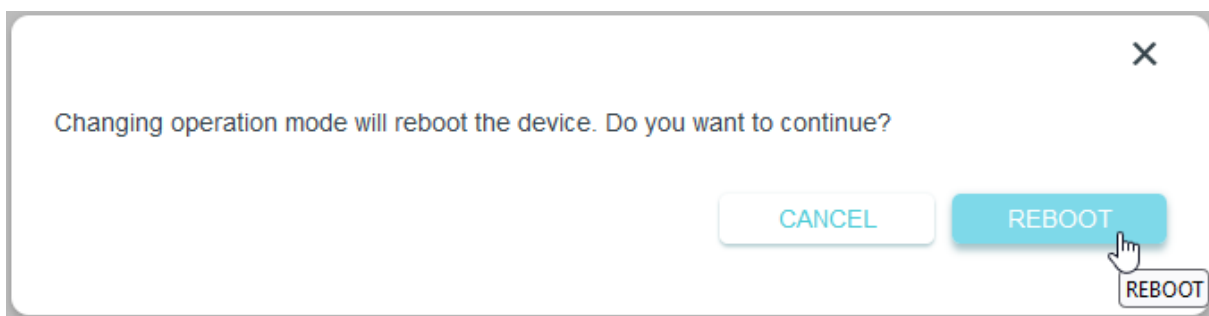 Changing operation mode will reboot the device. Do you want to continue?
CANCEL
REBOOT
REBOOT